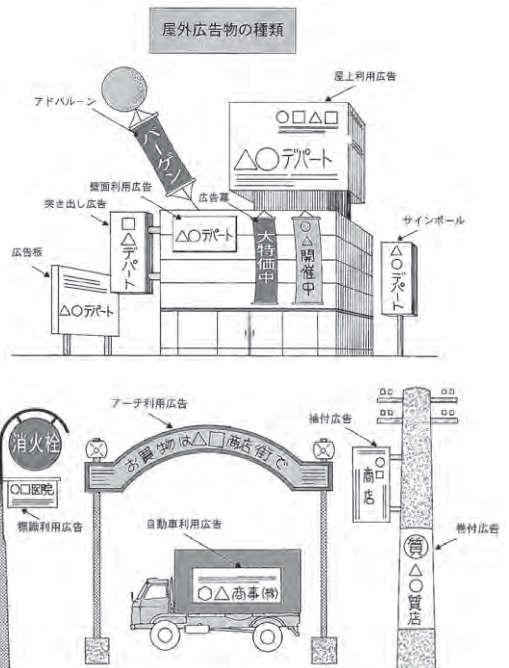 屋外広告物の種類
アドバルーン
バーゲン
屋上利用広告
○□△□
△○デパート
壁面利用広告
広告幕
突き出し広告
□△デパート
△○デパート
大特価中
○△開催中
サインポール
△○デパート
広告板
△○デパート
アーチ利用広告
お買物は△□商店街で
消火栓
○□医院
標識利用広告
自動車利用広告
○△商事(株)
袖付広告
○□商店
巻付広告
質
△○質店